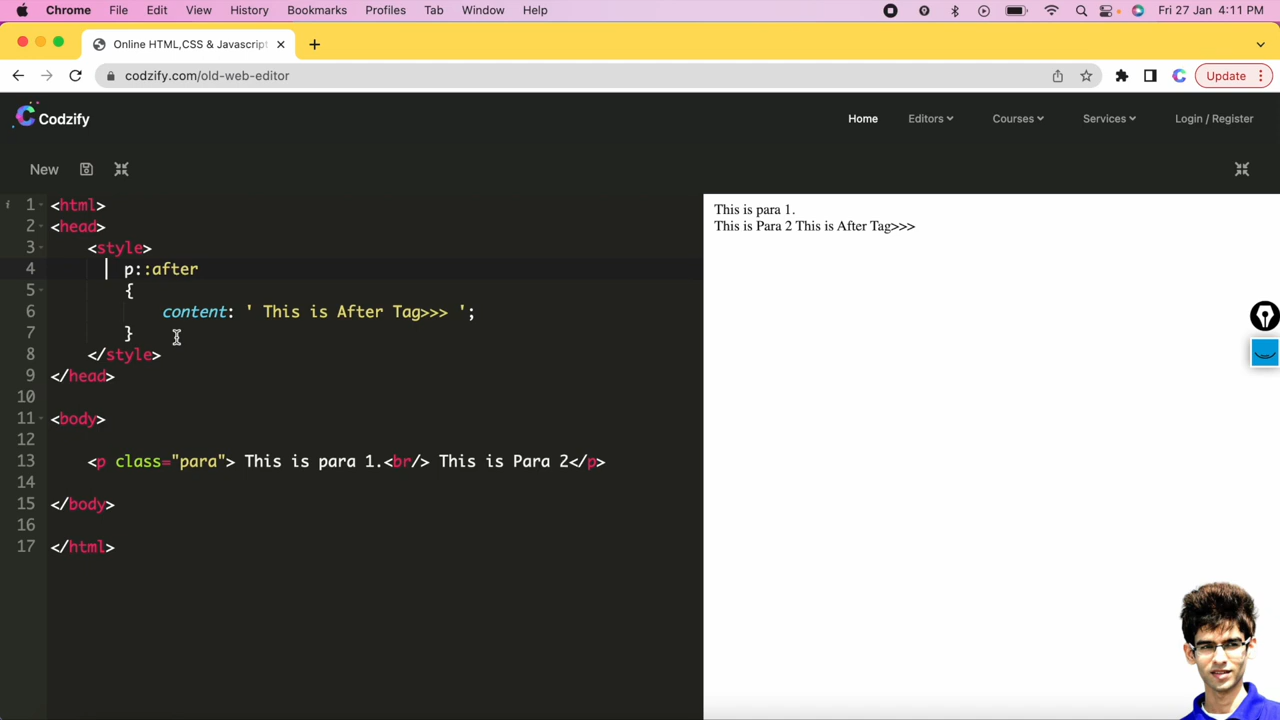 Chrome File Edit View History Bookmarks Profiles Tab Window Help Fri 27 Jan 4:11 PM
Online HTML,CSS & Javascript
codzify.com/old-web-editor Update
Codzify Home Editors Courses Services Login / Register
New
1 <html>
2 <head>
3 <style>
4 p::after
5 {
6 content: ' This is After Tag>>> ';
7 }
8 </style>
9 </head>
10
11 <body>
12
13 <p class="para"> This is para 1.<br/> This is Para 2</p>
14
15 </body>
16
17 </html>
This is para 1.
This is Para 2 This is After Tag>>>